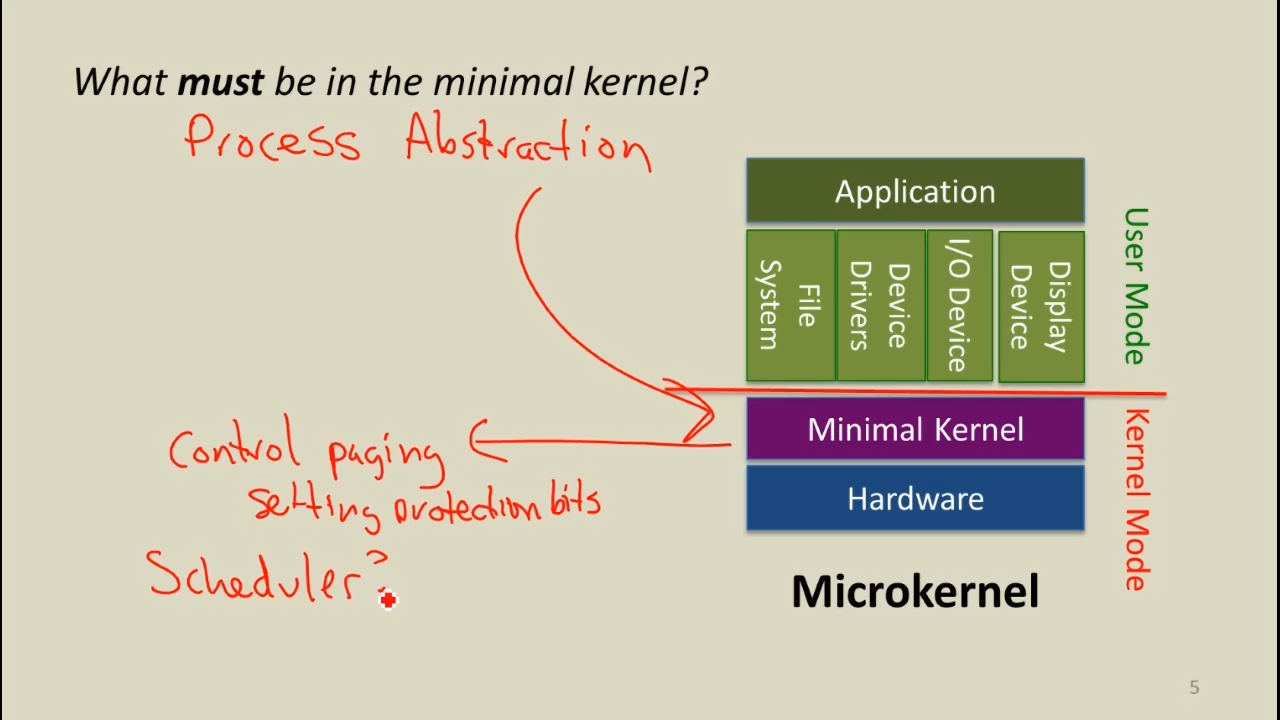 What must be in the minimal kernel?
Process Abstraction
Control paging
setting protection bits
Scheduler?
Application
File
System
Device
Drivers
I/O Device
Display
Device
User Mode
Minimal Kernel
Hardware
Kernel Mode
Microkernel
5